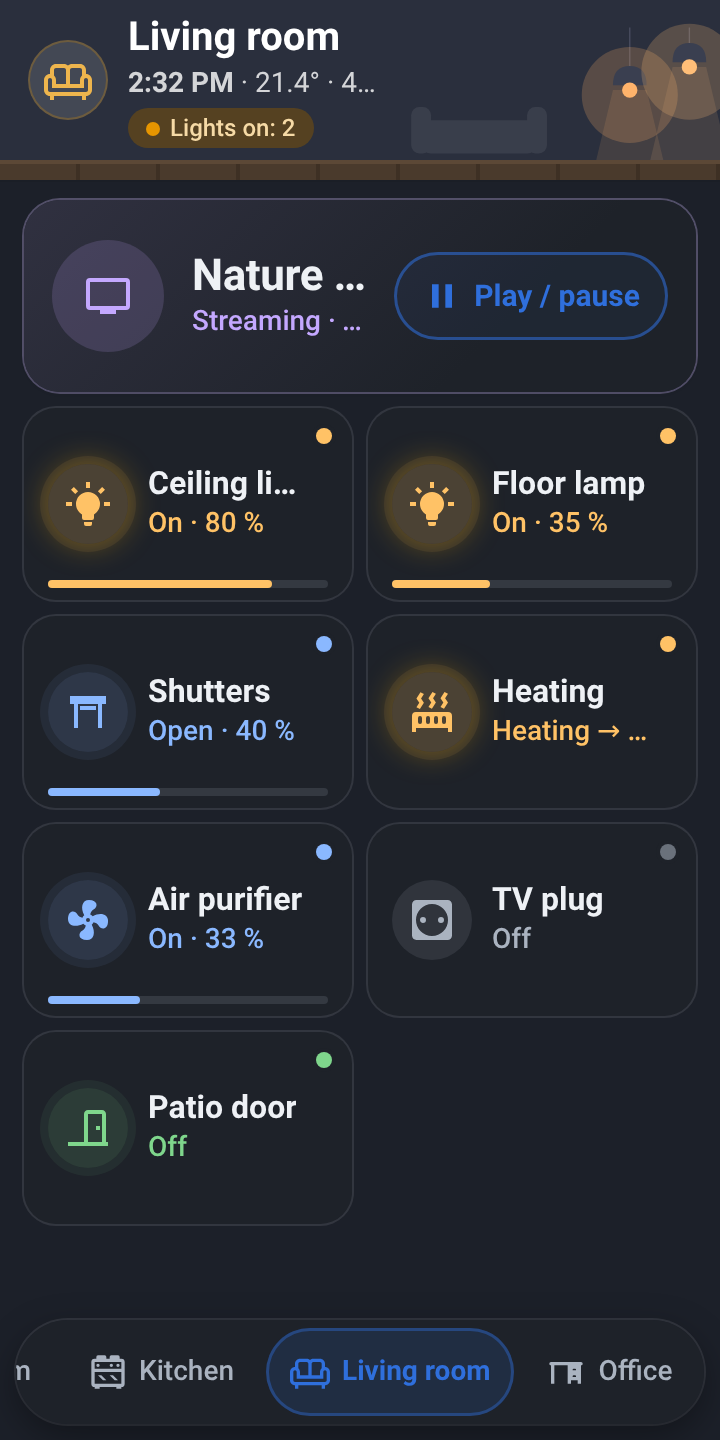 Living room
2:32 PM · 21.4° · 4…
Lights on: 2
Nature …
Streaming · …
Play / pause
Ceiling li…
On · 80 %
Floor lamp
On · 35 %
Shutters
Open · 40 %
Heating
Heating → …
Air purifier
On · 33 %
TV plug
Off
Patio door
Off
m
Kitchen
Living room
Office